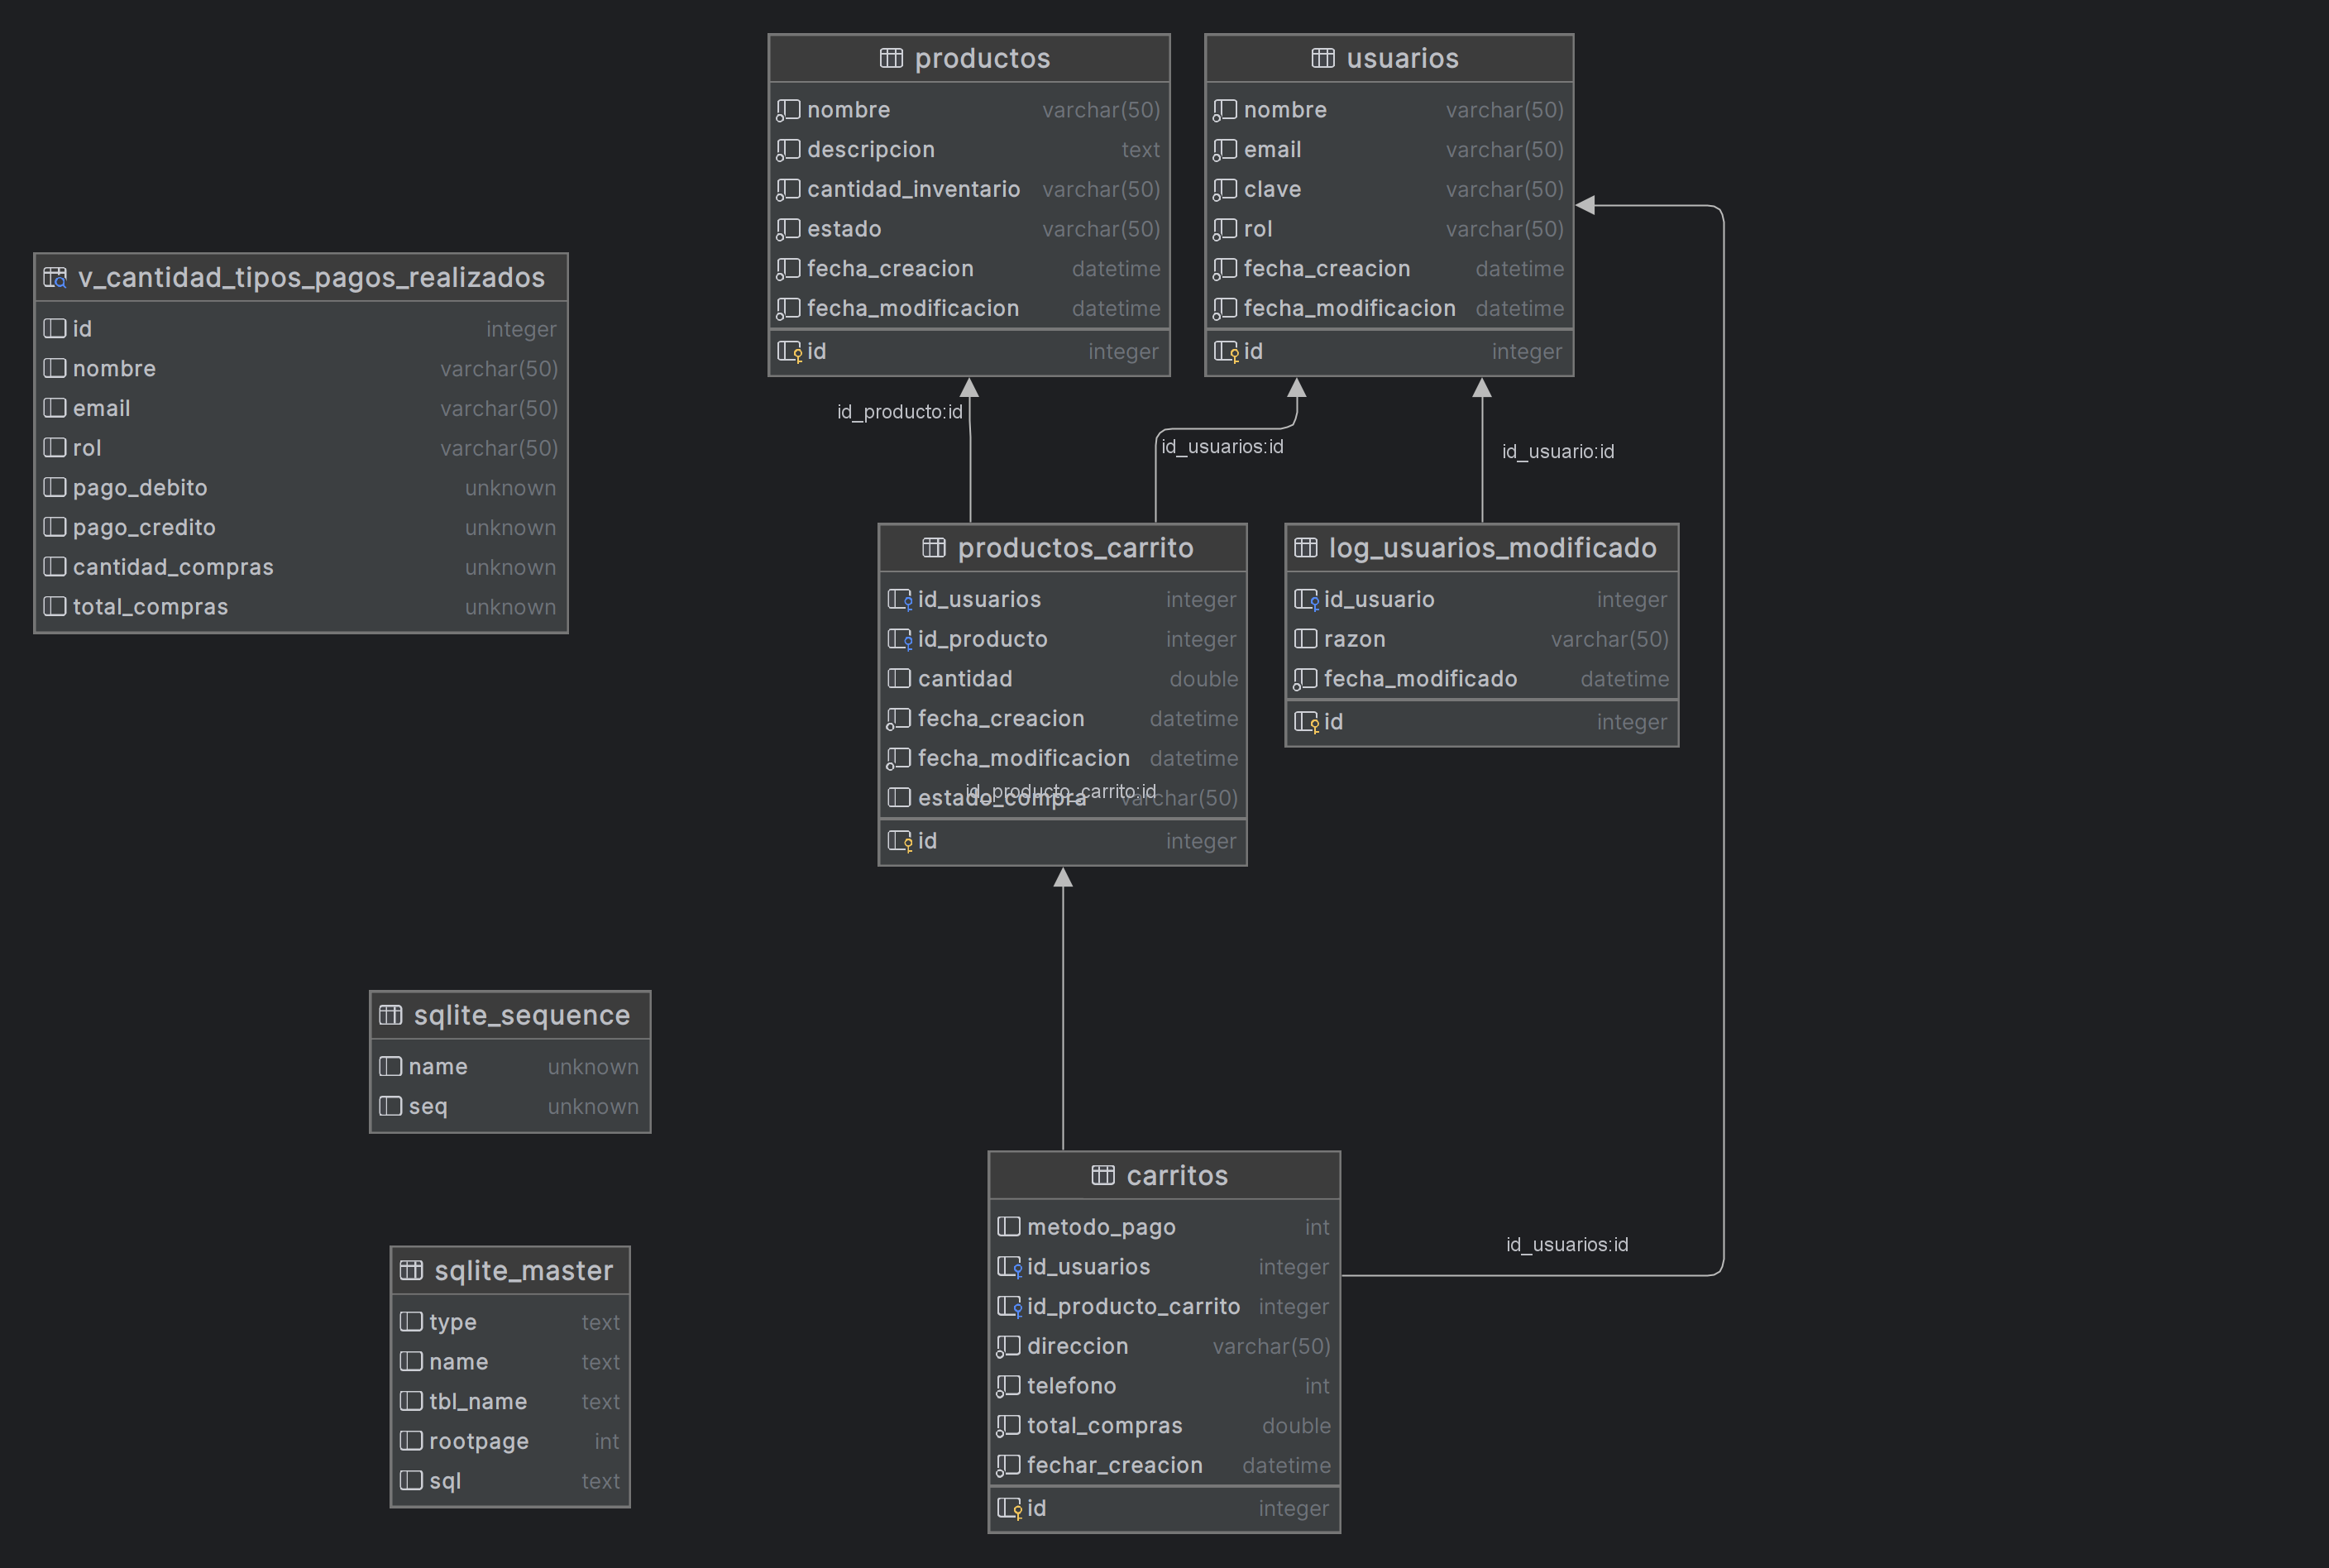 productos
nombre varchar(50)
descripcion text
cantidad_inventario varchar(50)
estado varchar(50)
fecha_creacion datetime
fecha_modificacion datetime
id integer
usuarios
nombre varchar(50)
email varchar(50)
clave varchar(50)
rol varchar(50)
fecha_creacion datetime
fecha_modificacion datetime
id integer
v_cantidad_tipos_pagos_realizados
id integer
nombre varchar(50)
email varchar(50)
rol varchar(50)
pago_debito unknown
pago_credito unknown
cantidad_compras unknown
total_compras unknown
id_producto:id
id_usuarios:id
id_usuario:id
productos_carrito
id_usuarios integer
id_producto integer
cantidad double
fecha_creacion datetime
fecha_modificacion datetime
id_producto_carrito:id
estado_compra varchar(50)
id integer
log_usuarios_modificado
id_usuario integer
razon varchar(50)
fecha_modificado datetime
id integer
sqlite_sequence
name unknown
seq unknown
carritos
metodo_pago int
id_usuarios integer
id_producto_carrito integer
direccion varchar(50)
telefono int
total_compras double
fechar_creacion datetime
id integer
id_usuarios:id
sqlite_master
type text
name text
tbl_name text
rootpage int
sql text